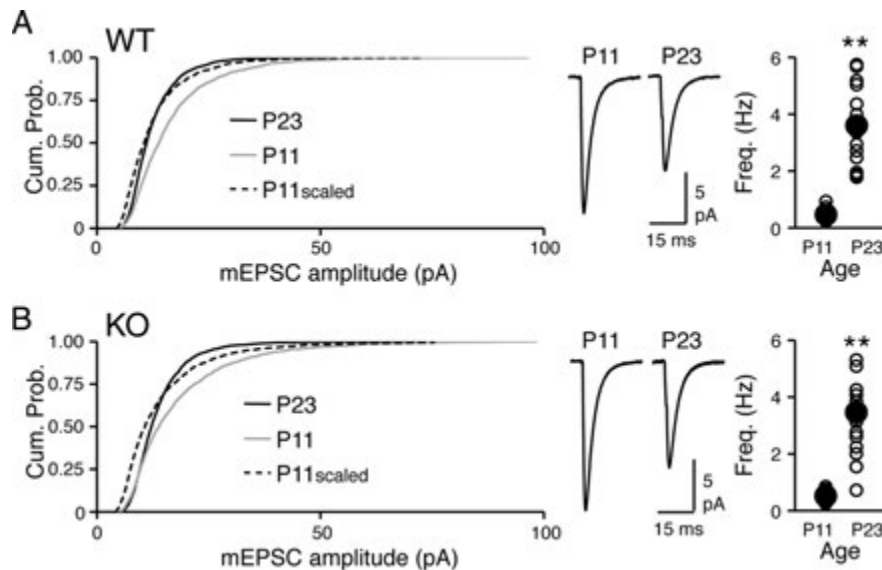 A WT
1.00
0.75
0.50
0.25
0
Cum. Prob.
P23
P11
P11scaled
0 50 100
mEPSC amplitude (pA)
P11 P23
5
pA
15 ms
**
6
4
2
0
Freq. (Hz)
P11 P23
Age
B KO
1.00
0.75
0.50
0.25
0
Cum. Prob.
P23
P11
P11scaled
0 50 100
mEPSC amplitude (pA)
P11 P23
5
pA
15 ms
**
6
4
2
0
Freq. (Hz)
P11 P23
Age